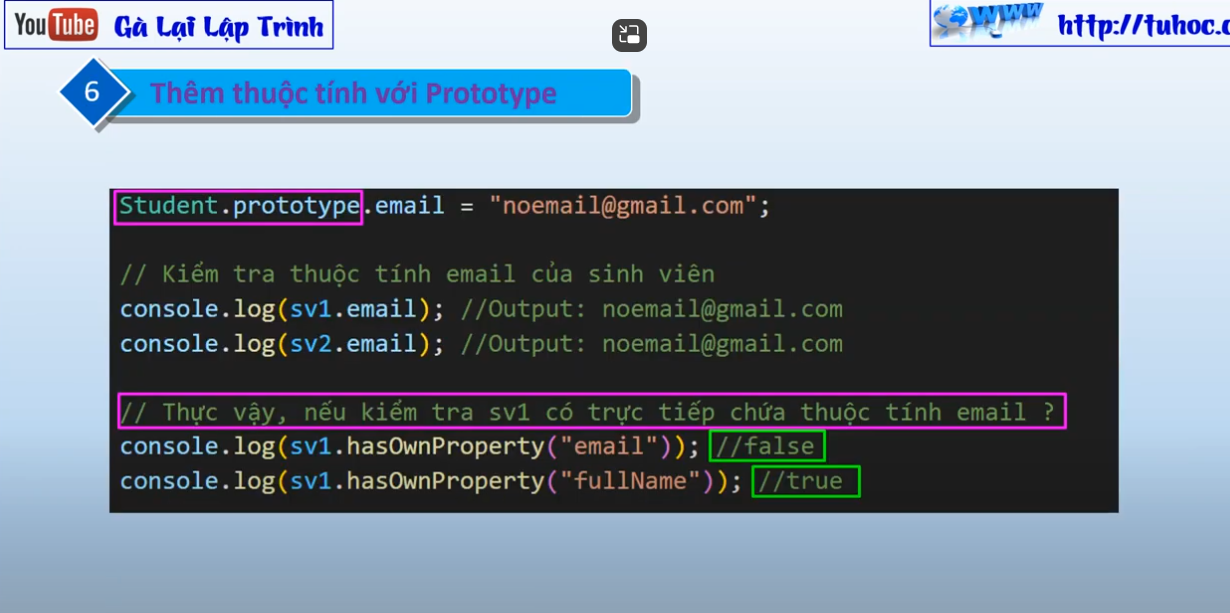 YouTube Gà Lại Lập Trình
www http://tuhoc.
6 Thêm thuộc tính với Prototype
Student.prototype.email = "noemail@gmail.com";
// Kiểm tra thuộc tính email của sinh viên
console.log(sv1.email); //Output: noemail@gmail.com
console.log(sv2.email); //Output: noemail@gmail.com
// Thực vậy, nếu kiểm tra sv1 có trực tiếp chứa thuộc tính email ?
console.log(sv1.hasOwnProperty("email")); //false
console.log(sv1.hasOwnProperty("fullName")); //true